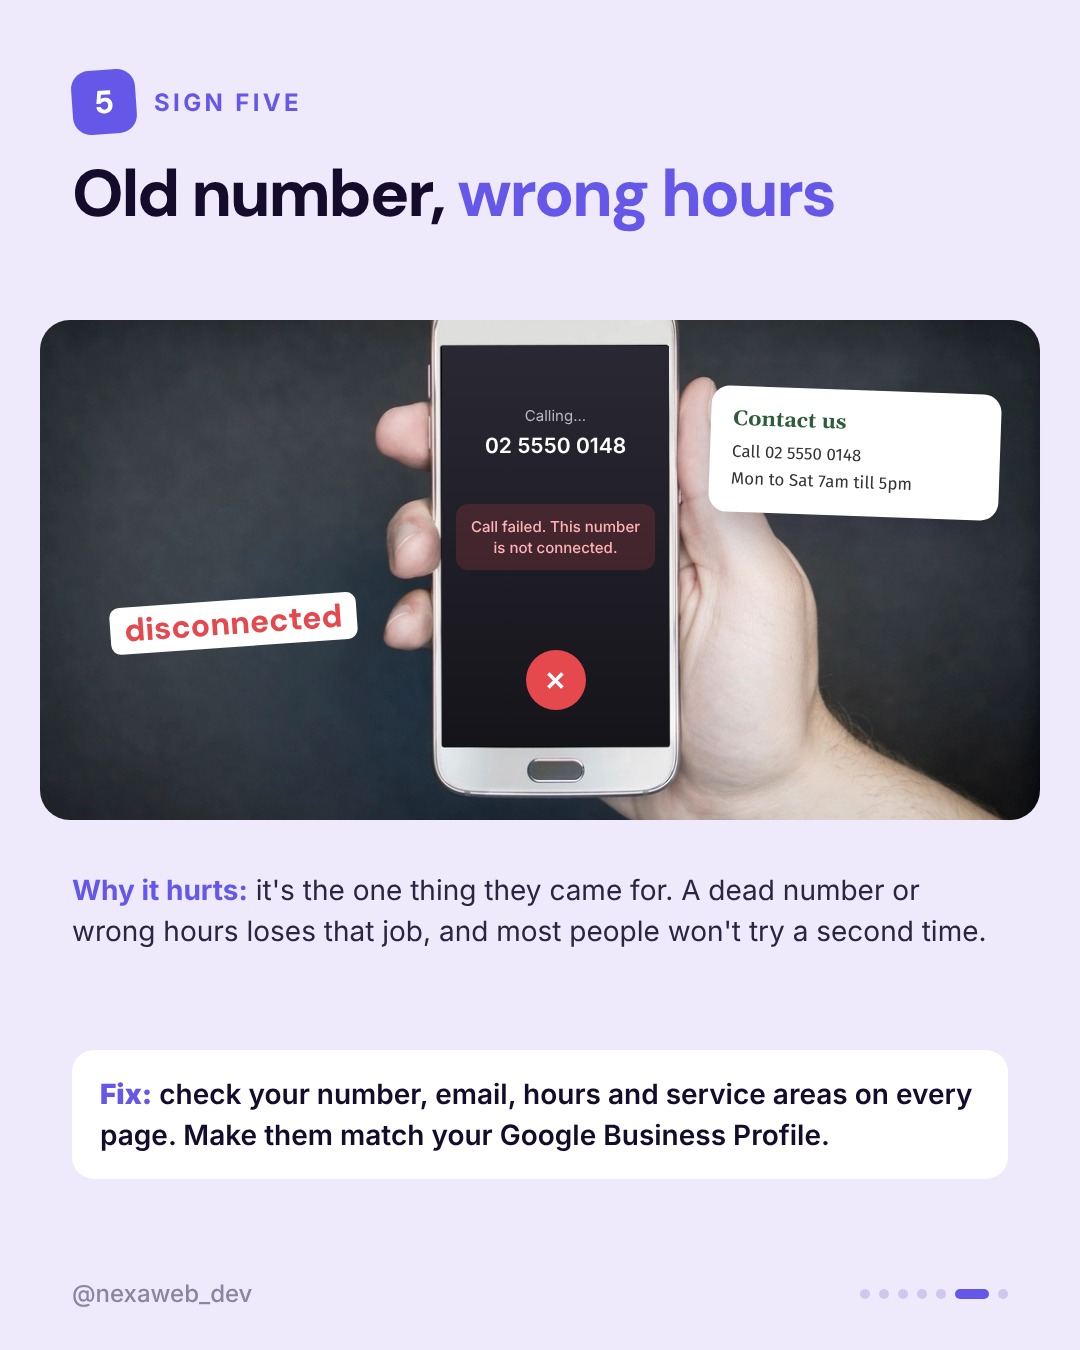 5
SIGN FIVE
Old number, wrong hours
Calling...
02 5550 0148
Call failed. This number
is not connected.
Contact us
Call 02 5550 0148
Mon to Sat 7am till 5pm
disconnected
Why it hurts: it's the one thing they came for. A dead number or
wrong hours loses that job, and most people won't try a second time.
Fix: check your number, email, hours and service areas on every
page. Make them match your Google Business Profile.
@nexaweb_dev